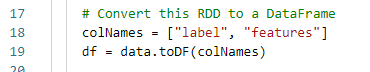 17 # Convert this RDD to a DataFrame
18 colNames = ["label", "features"]
19 df = data.toDF(colNames)
20